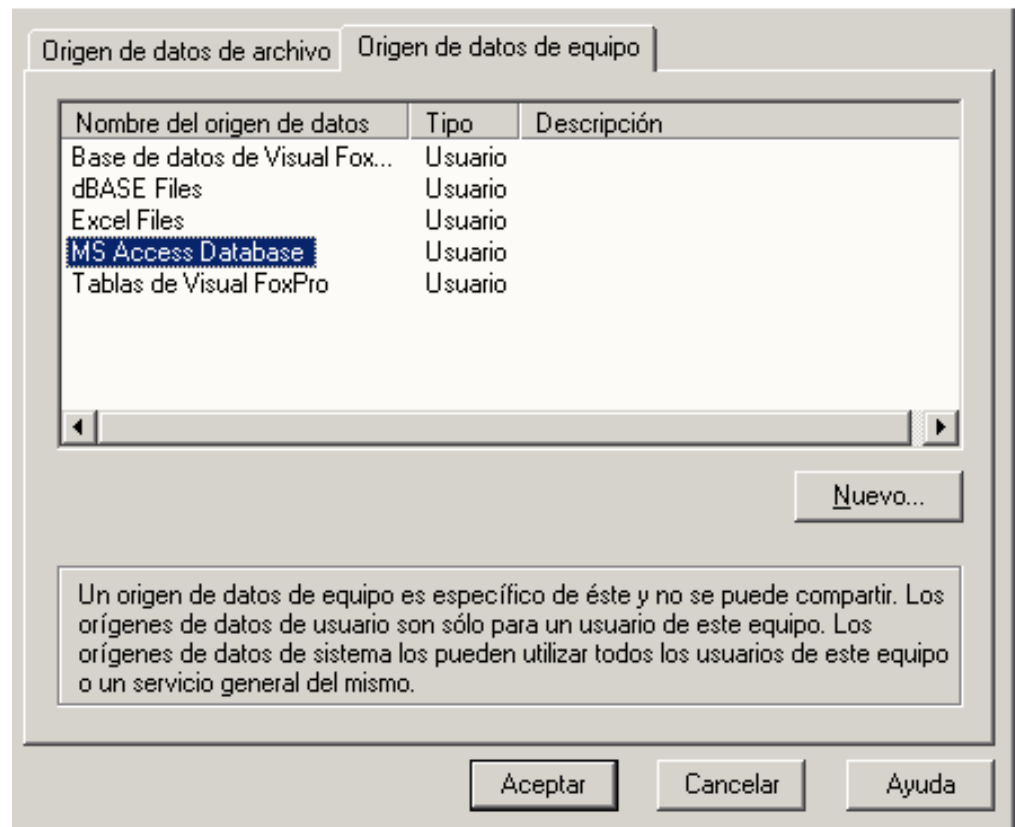 Origen de datos de archivo Origen de datos de equipo
Nombre del origen de datos Tipo Descripción
Base de datos de Visual Fox... Usuario
dBASE Files Usuario
Excel Files Usuario
MS Access Database Usuario
Tablas de Visual FoxPro Usuario
Nuevo...
Un origen de datos de equipo es específico de éste y no se puede compartir. Los
orígenes de datos de usuario son sólo para un usuario de este equipo. Los
orígenes de datos de sistema los pueden utilizar todos los usuarios de este equipo
o un servicio general del mismo.
Aceptar Cancelar Ayuda